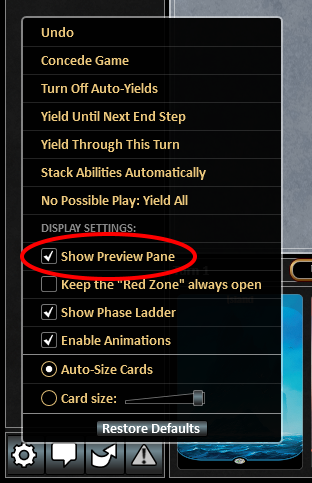 Undo
Concede Game
Turn Off Auto-Yields
Yield Until Next End Step
Yield Through This Turn
Stack Abilities Automatically
No Possible Play: Yield All
DISPLAY SETTINGS:
Show Preview Pane
Keep the "Red Zone" always open
Show Phase Ladder
Enable Animations
Auto-Size Cards
Card size:
Restore Defaults